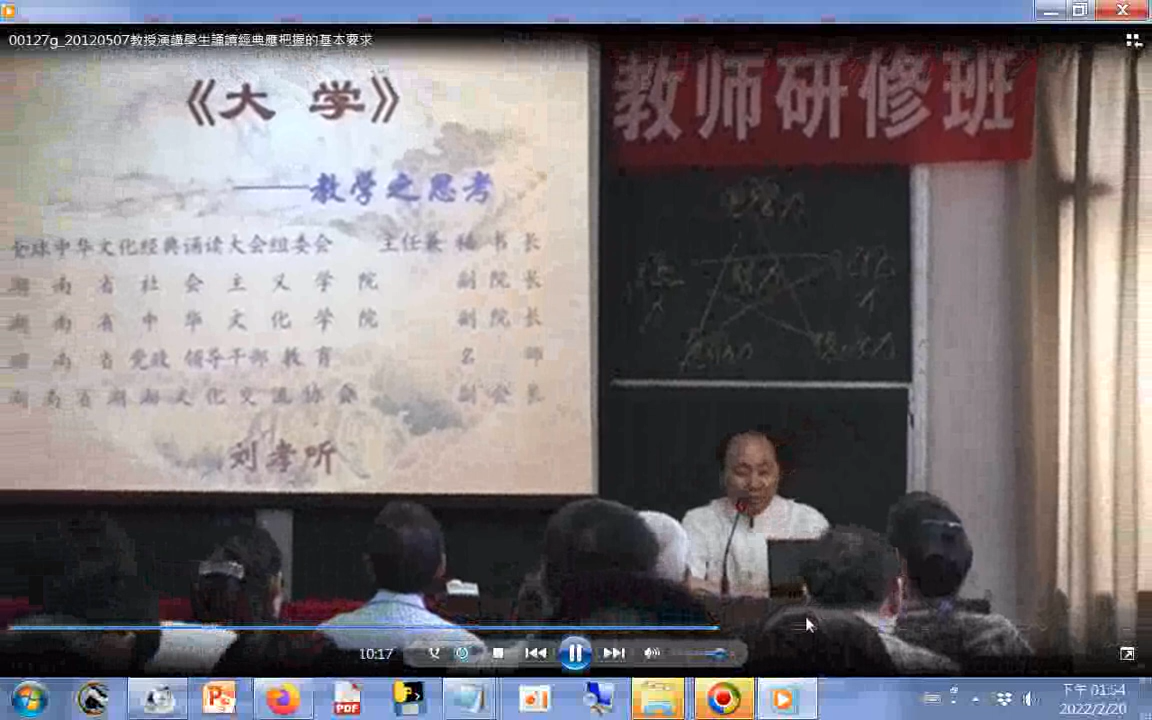 00127g_20120507教授演講學生誦讀經典應把握的基本要求
《大 学》
——教学之思考
全球中华文化经典诵读大会组委会 主任兼秘书长
湖南省社会主义学院 副院长
湖南省中华文化学院 副院长
湖南省党政领导干部教育 名师
湖南省湖湘文化交流协会 副会长
刘孝听
教师研修班
10:17
PDF
下午 01:54
2022/2/20